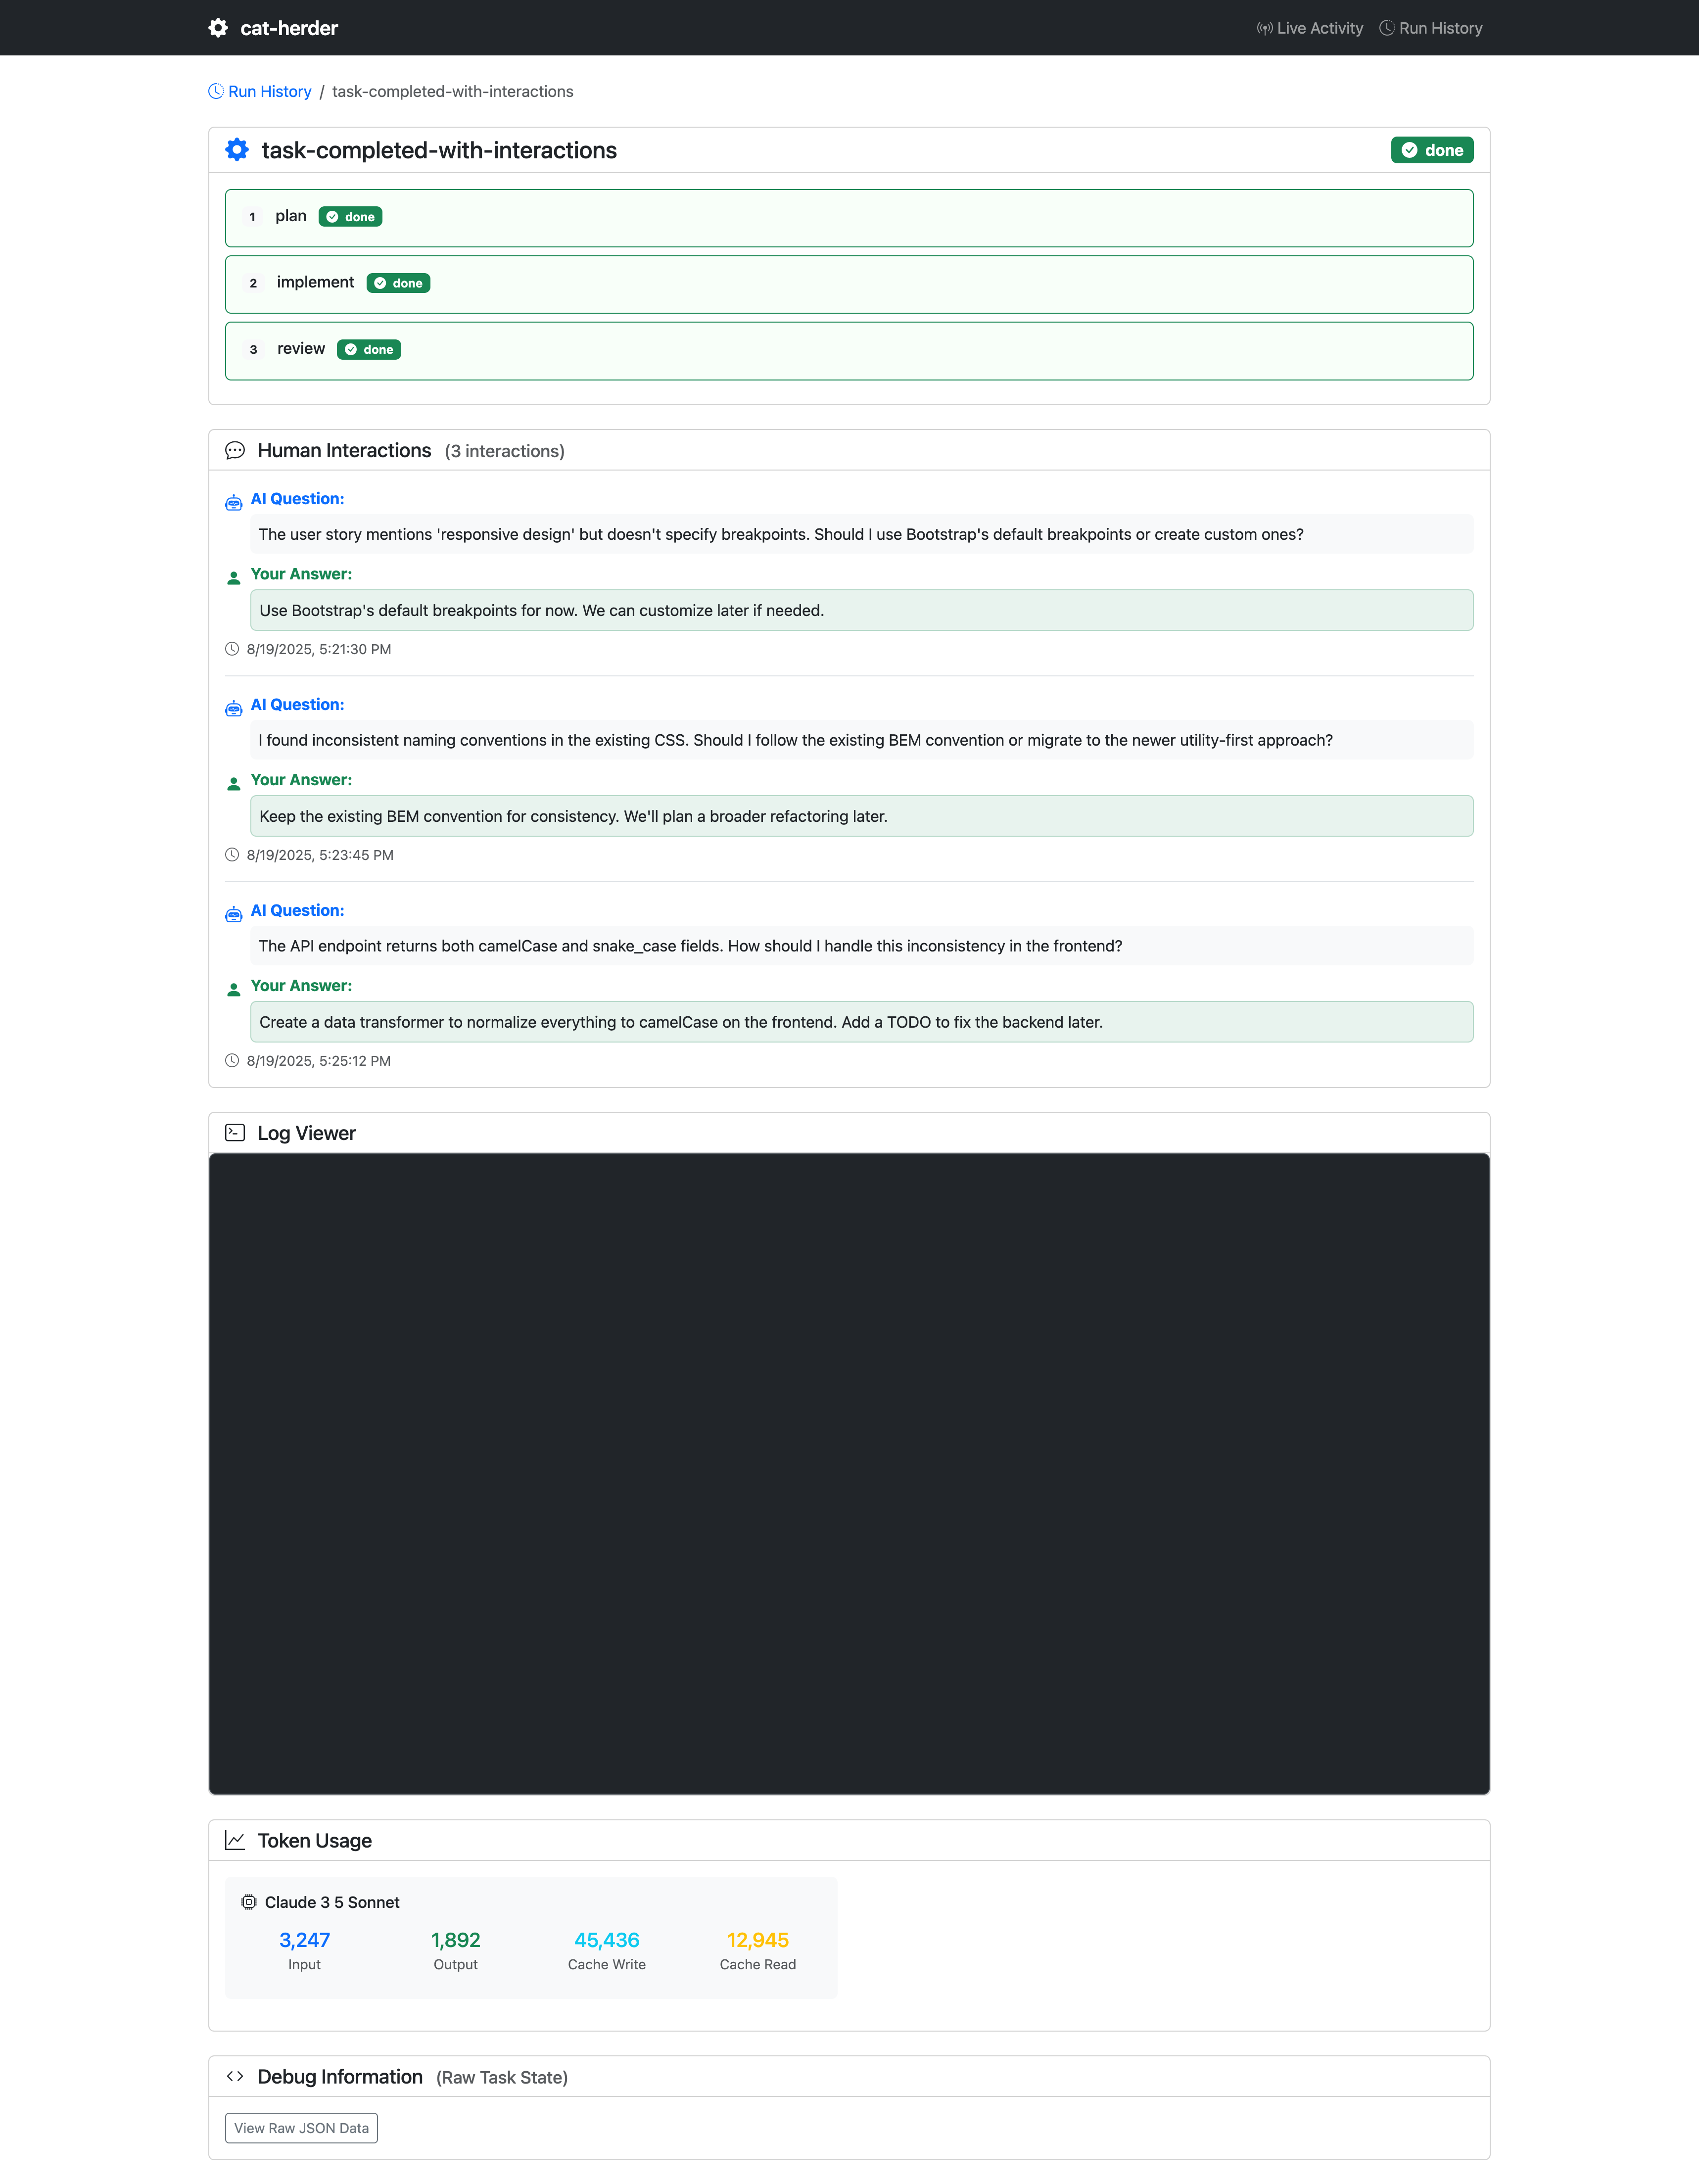 cat-herder
Live Activity
Run History
Run History / task-completed-with-interactions
task-completed-with-interactions
done
1 plan done
2 implement done
3 review done
Human Interactions (3 interactions)
AI Question:
The user story mentions 'responsive design' but doesn't specify breakpoints. Should I use Bootstrap's default breakpoints or create custom ones?
Your Answer:
Use Bootstrap's default breakpoints for now. We can customize later if needed.
8/19/2025, 5:21:30 PM
AI Question:
I found inconsistent naming conventions in the existing CSS. Should I follow the existing BEM convention or migrate to the newer utility-first approach?
Your Answer:
Keep the existing BEM convention for consistency. We'll plan a broader refactoring later.
8/19/2025, 5:23:45 PM
AI Question:
The API endpoint returns both camelCase and snake_case fields. How should I handle this inconsistency in the frontend?
Your Answer:
Create a data transformer to normalize everything to camelCase on the frontend. Add a TODO to fix the backend later.
8/19/2025, 5:25:12 PM
Log Viewer
Token Usage
Claude 3 5 Sonnet
3,247 1,892 45,436 12,945
Input Output Cache Write Cache Read
Debug Information (Raw Task State)
View Raw JSON Data